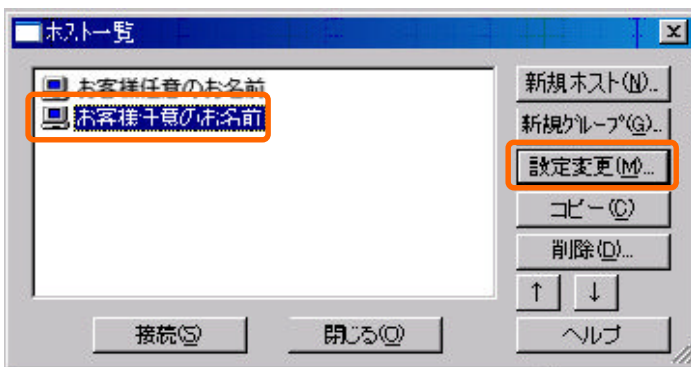 ホスト一覧
お客様任意のお名前
お客様任意のお名前
新規ホスト(N)..
新規グループ(G)..
設定変更(M)...
コピー(C)
削除(D)...
↑ ↓
接続(S)
閉じる(O)
ヘルプ